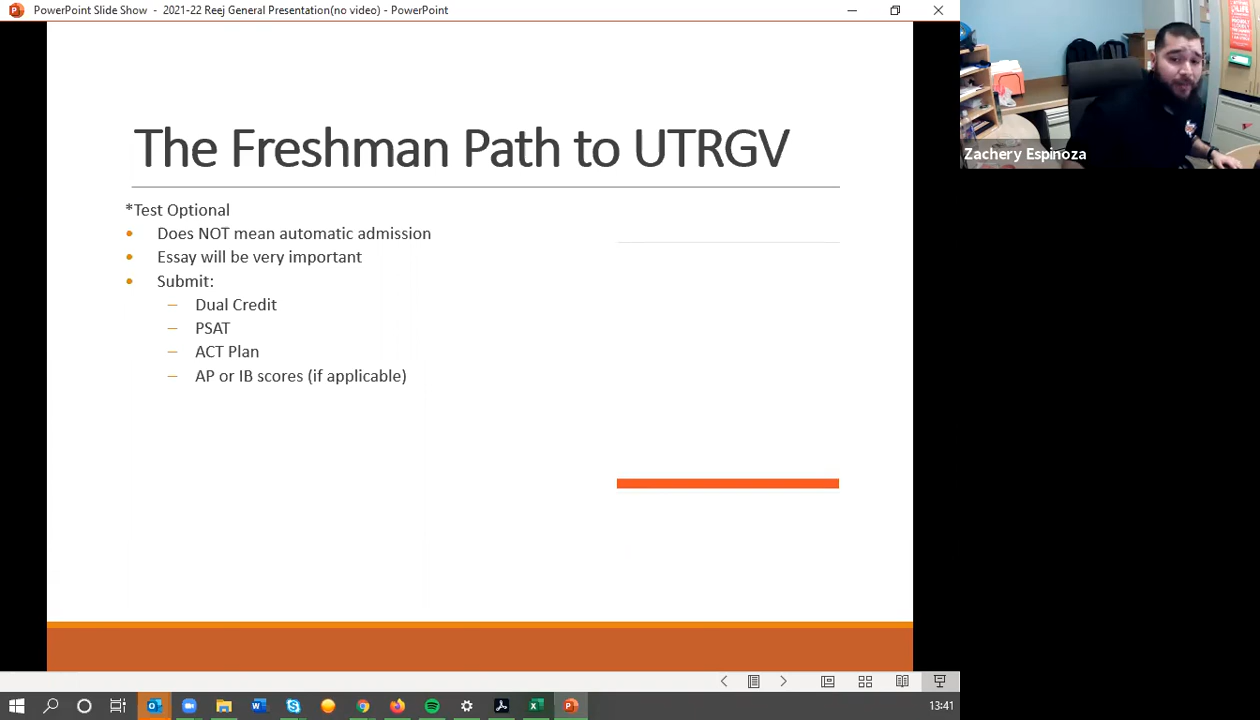 PowerPoint Slide Show - 2021-22 Reej General Presentation(no video) - PowerPoint
The Freshman Path to UTRGV
*Test Optional
• Does NOT mean automatic admission
• Essay will be very important
• Submit:
– Dual Credit
– PSAT
– ACT Plan
– AP or IB scores (if applicable)
Zachery Espinoza
13:41